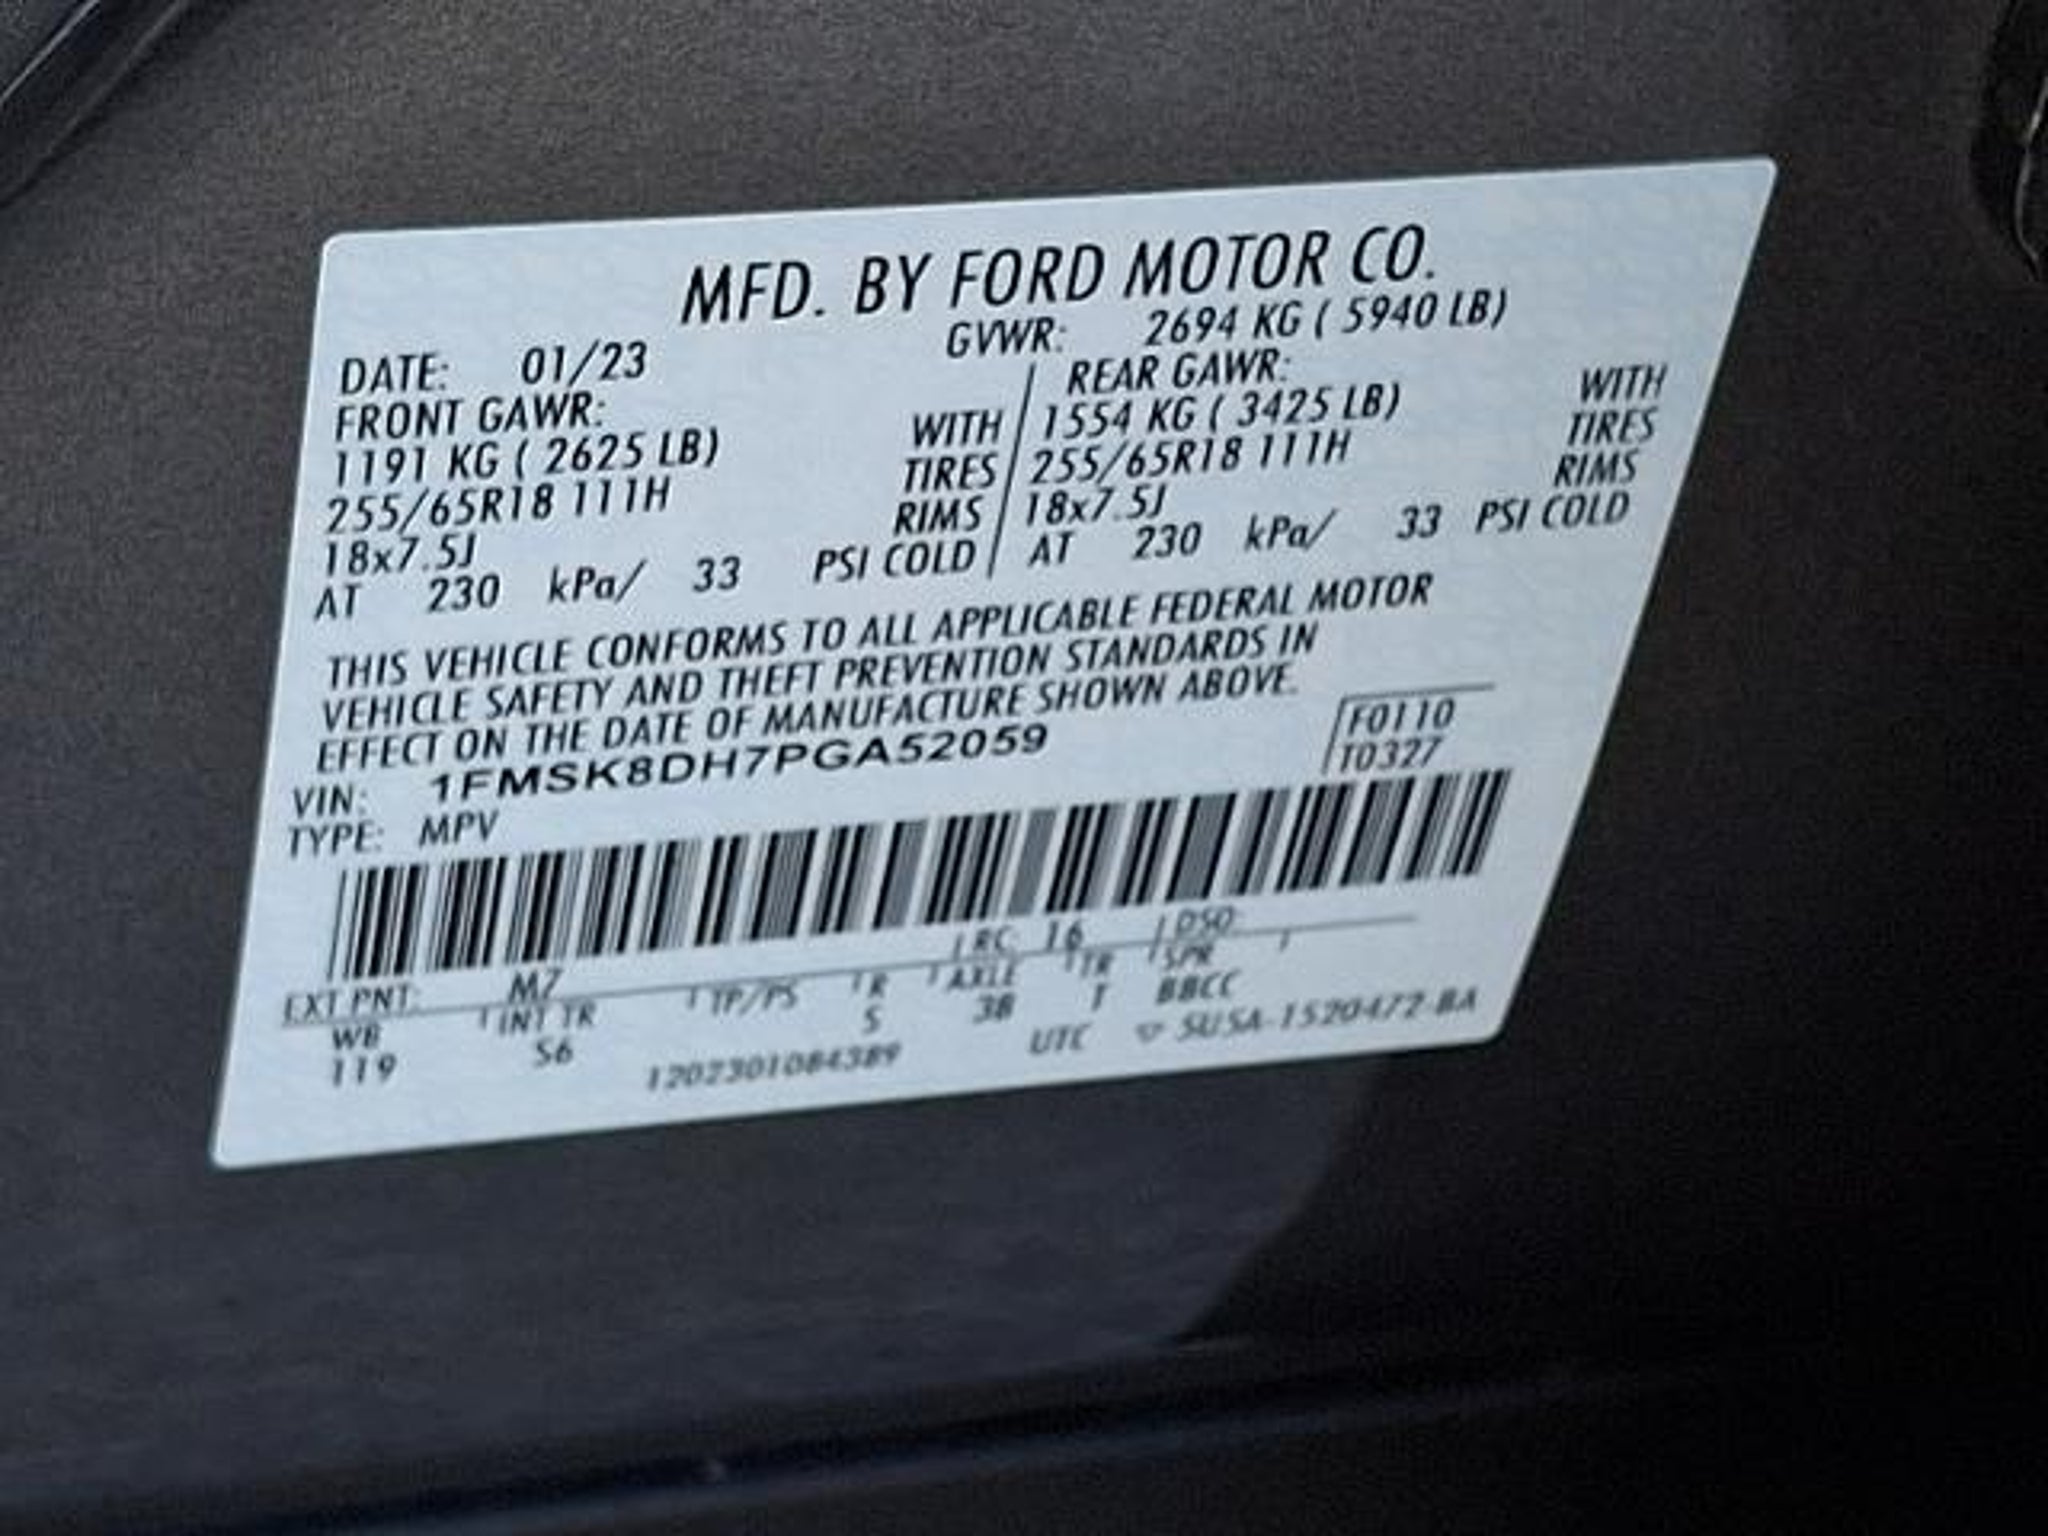 MFD. BY FORD MOTOR CO.
DATE: 01/23 GVWR: 2694 KG ( 5940 LB)
FRONT GAWR: REAR GAWR:
1191 KG ( 2625 LB) WITH 1554 KG ( 3425 LB) WITH
255/65R18 111H TIRES 255/65R18 111H TIRES
18x7.5J RIMS 18x7.5J RIMS
AT 230 kPa/ 33 PSI COLD AT 230 kPa/ 33 PSI COLD
THIS VEHICLE CONFORMS TO ALL APPLICABLE FEDERAL MOTOR
VEHICLE SAFETY AND THEFT PREVENTION STANDARDS IN
EFFECT ON THE DATE OF MANUFACTURE SHOWN ABOVE.
VIN: 1FMSK8DH7PGA52059 F0110
TYPE: MPV T0327
EXT PNT: M7 RC 16 DSO:
WB INT TR TP/PS R AXLE TR SPR
119 S6 S 3B T BBCC
1202301084389 UTC ▽ 5U5A-1520472-BA